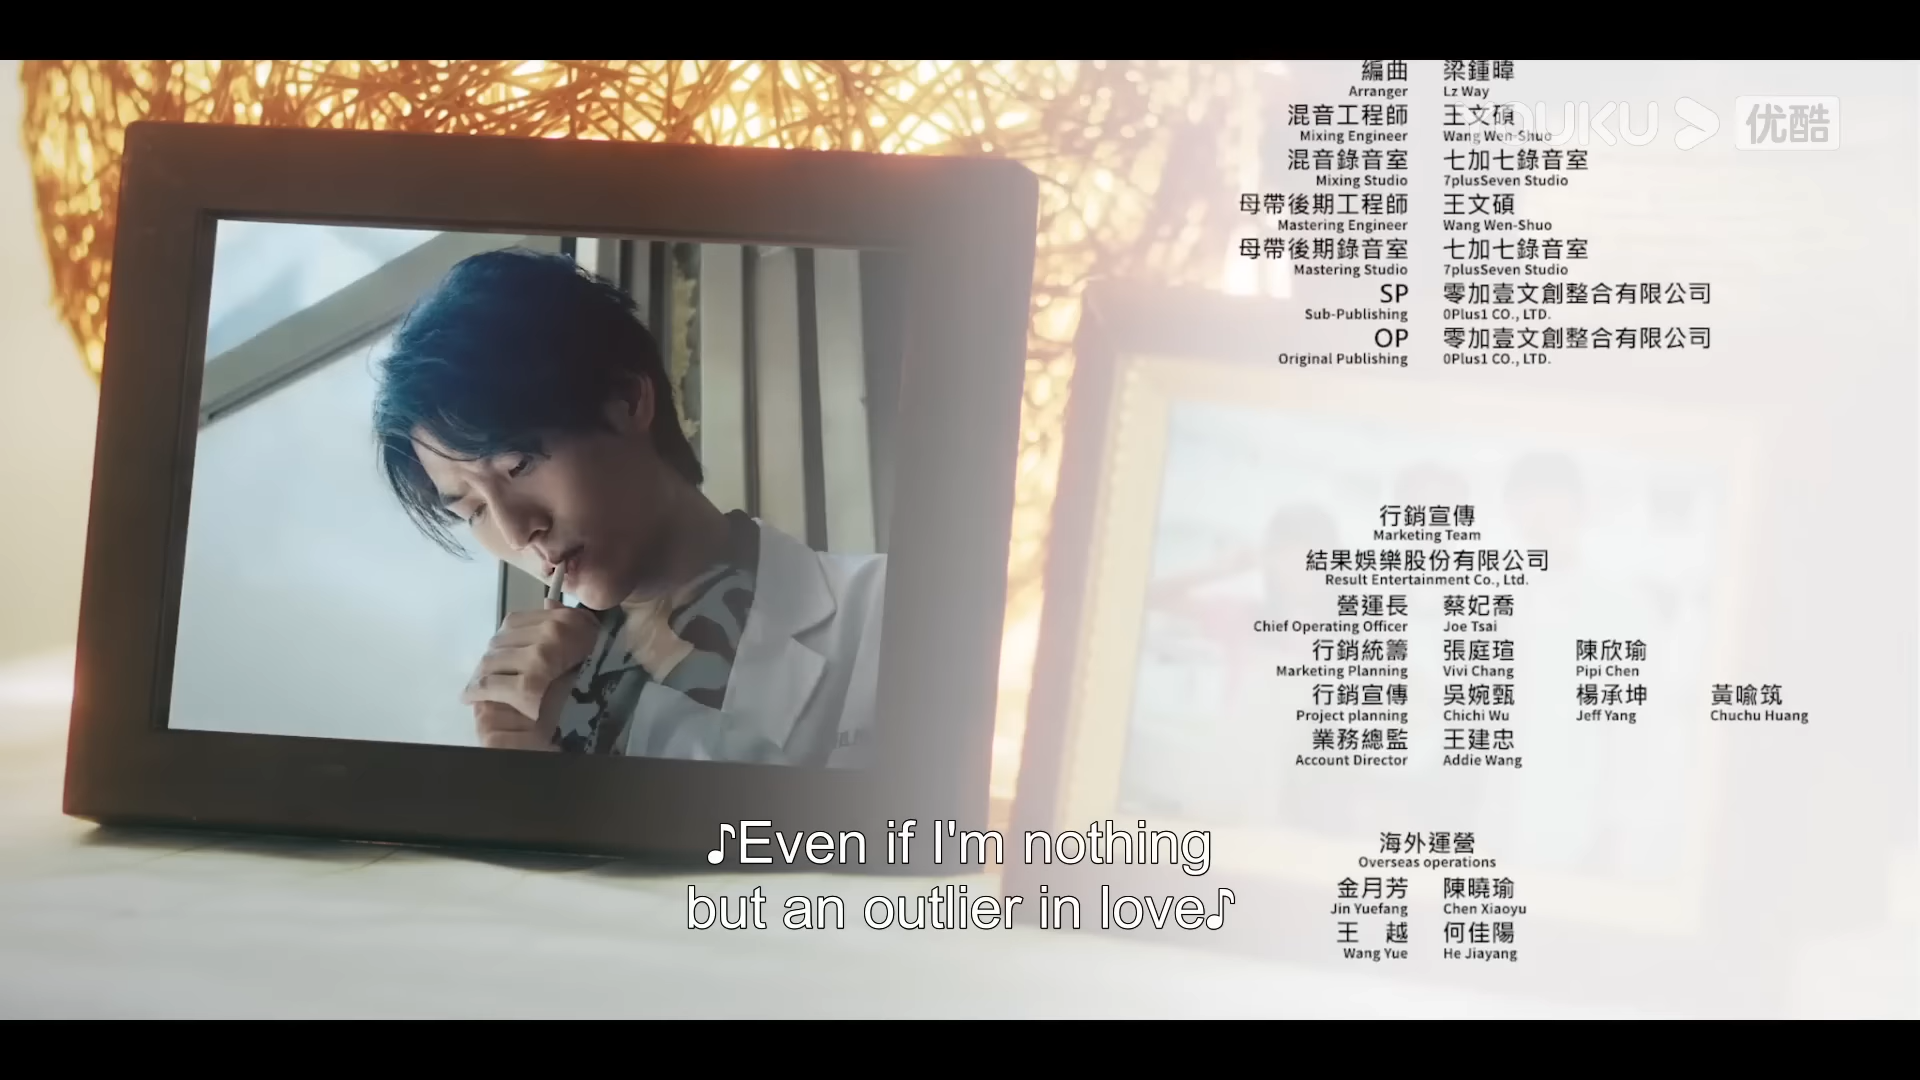 編曲 梁鍾暐
Arranger Lz Way
混音工程師 王文碩
Mixing Engineer Wang Wen-Shuo
YOUKU 优酷
混音錄音室 七加七錄音室
Mixing Studio 7plusSeven Studio
母帶後期工程師 王文碩
Mastering Engineer Wang Wen-Shuo
母帶後期錄音室 七加七錄音室
Mastering Studio 7plusSeven Studio
SP 零加壹文創整合有限公司
Sub-Publishing 0Plus1 CO., LTD.
OP 零加壹文創整合有限公司
Original Publishing 0Plus1 CO., LTD.
行銷宣傳
Marketing Team
結果娛樂股份有限公司
Result Entertainment Co., Ltd.
營運長 蔡妃喬
Chief Operating Officer Joe Tsai
行銷統籌 張庭瑄 陳欣瑜
Marketing Planning Vivi Chang Pipi Chen
行銷宣傳 吳婉甄 楊承坤 黃喩筑
Project planning Chichi Wu Jeff Yang Chuchu Huang
業務總監 王建忠
Account Director Addie Wang
海外運營
Overseas operations
金月芳 陳曉瑜
Jin Yuefang Chen Xiaoyu
王 越 何佳陽
Wang Yue He Jiayang
♪Even if I'm nothing
but an outlier in love♪